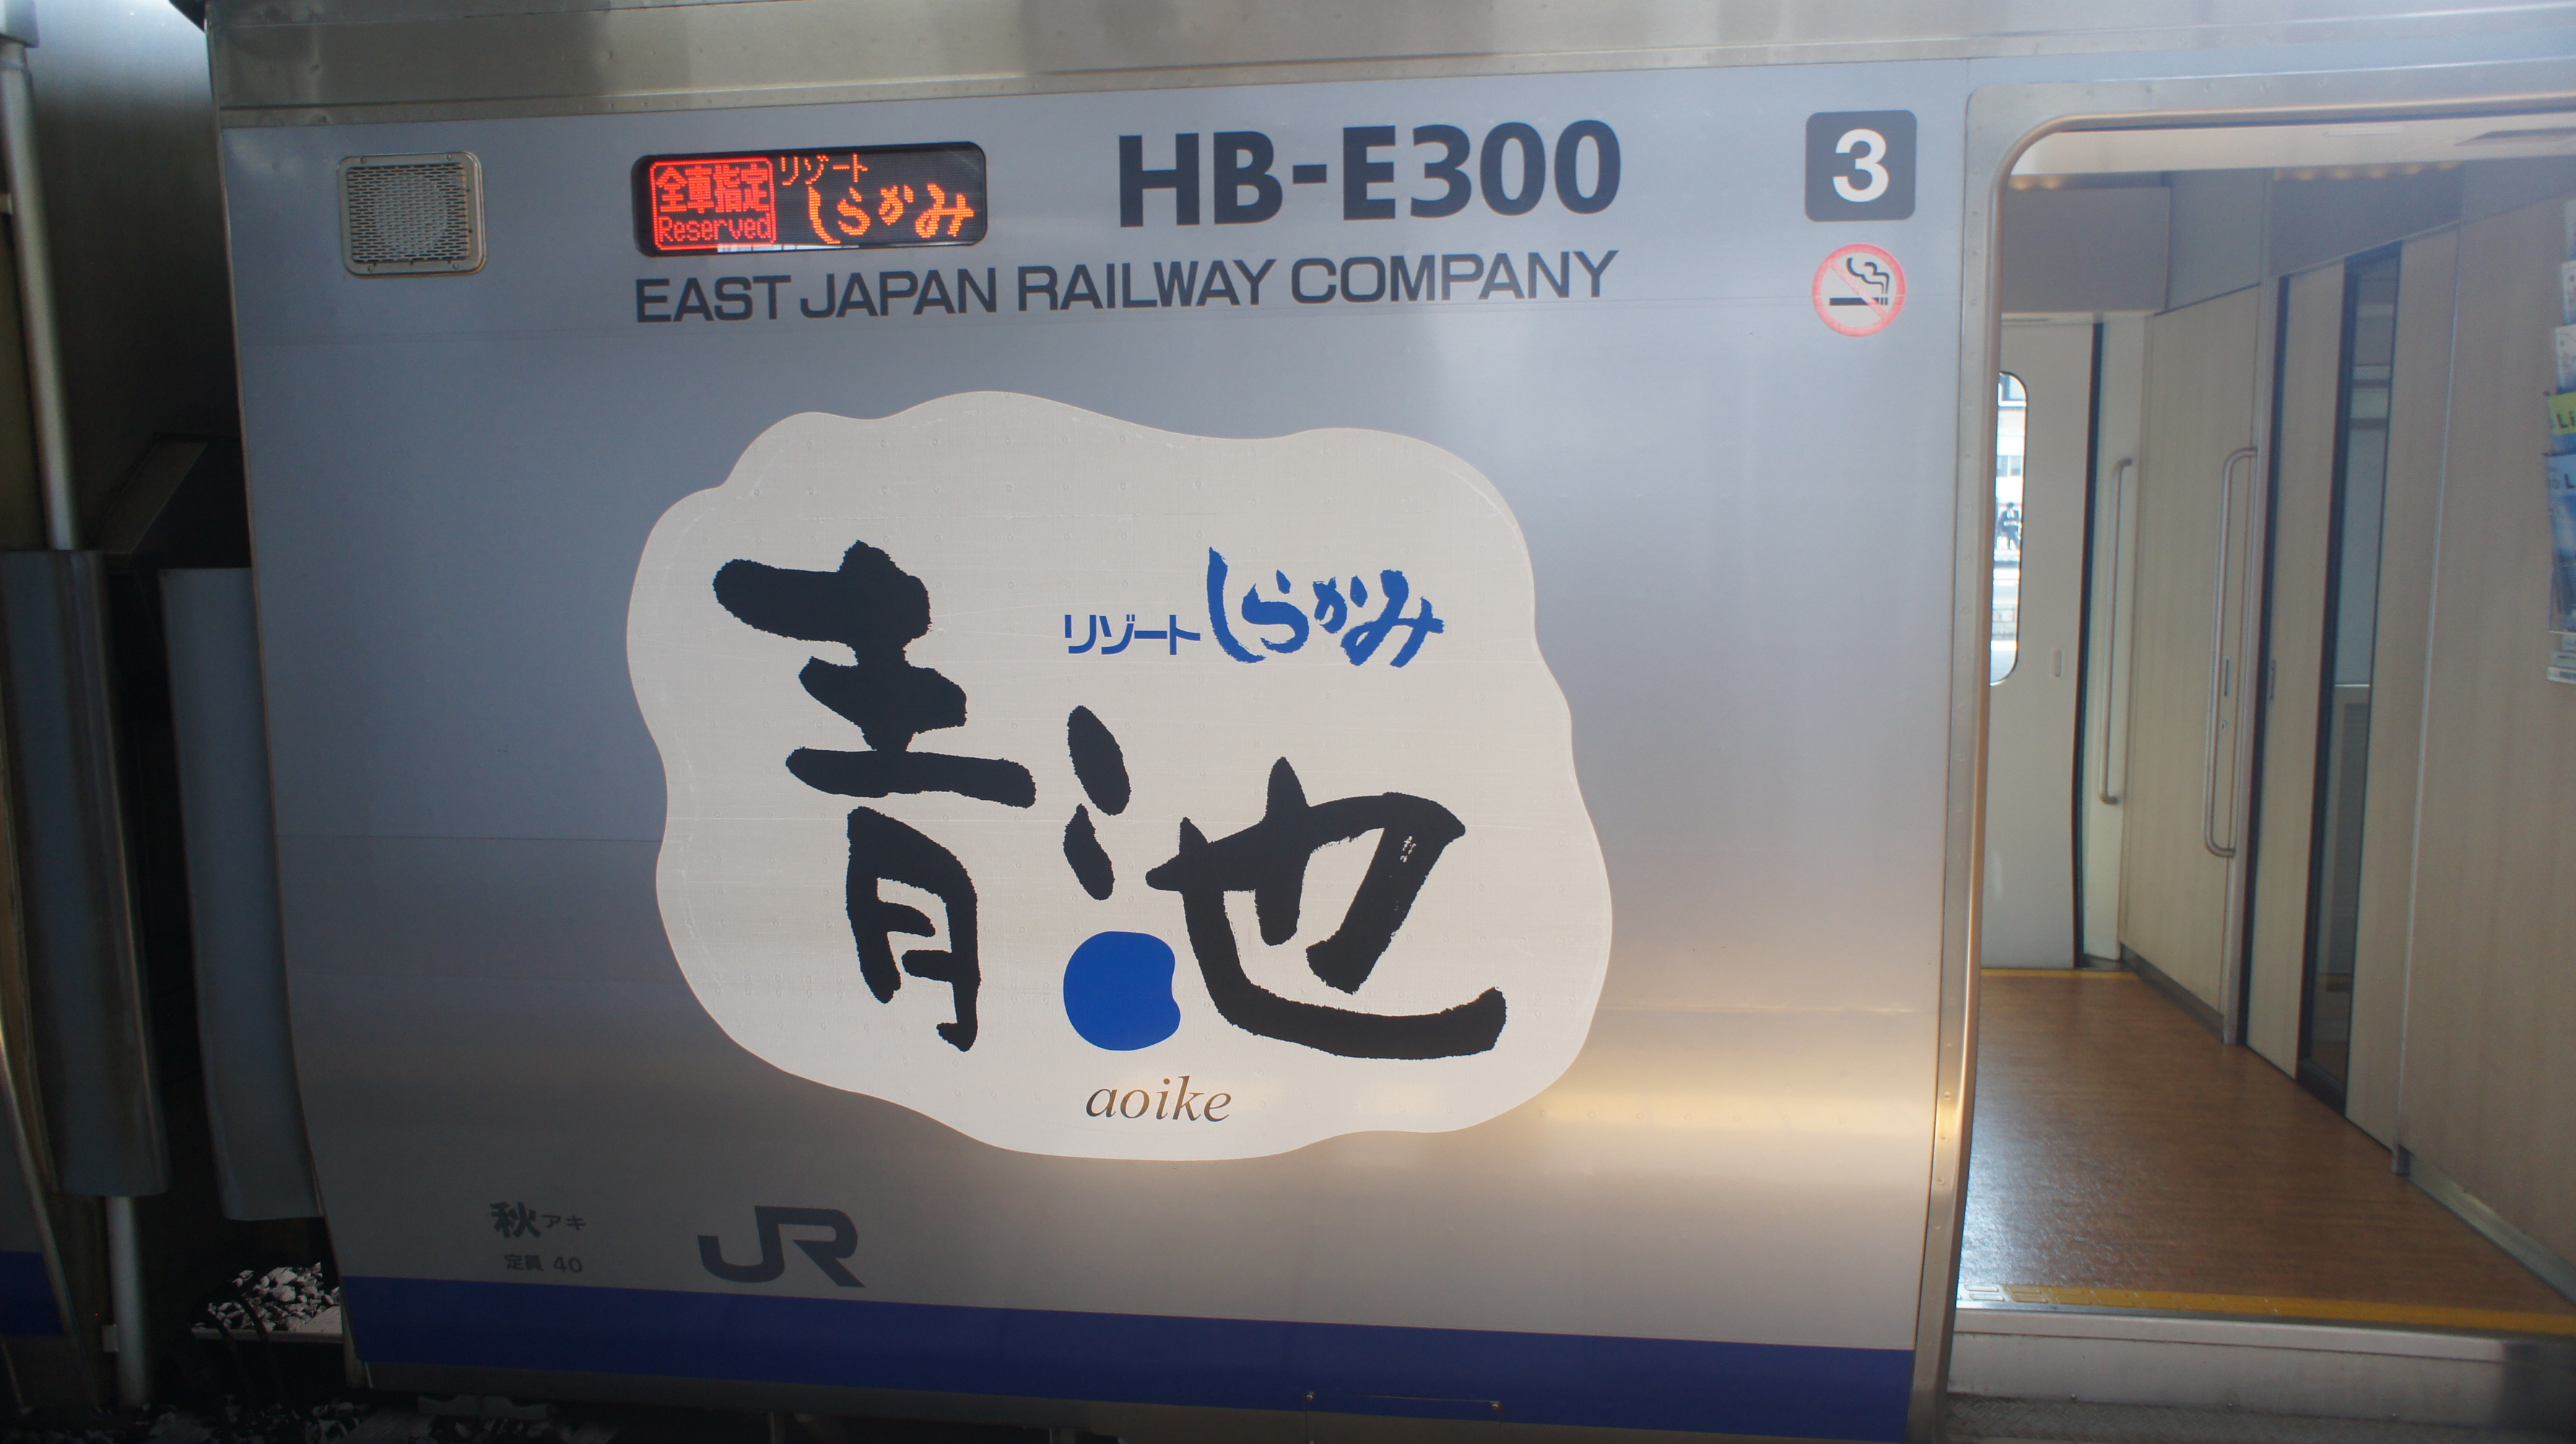 全車指定 リゾート
Reserved しらかみ
HB-E300
3
EAST JAPAN RAILWAY COMPANY
リゾートしらかみ
青池
aoike
秋アキ
定員 40
JR